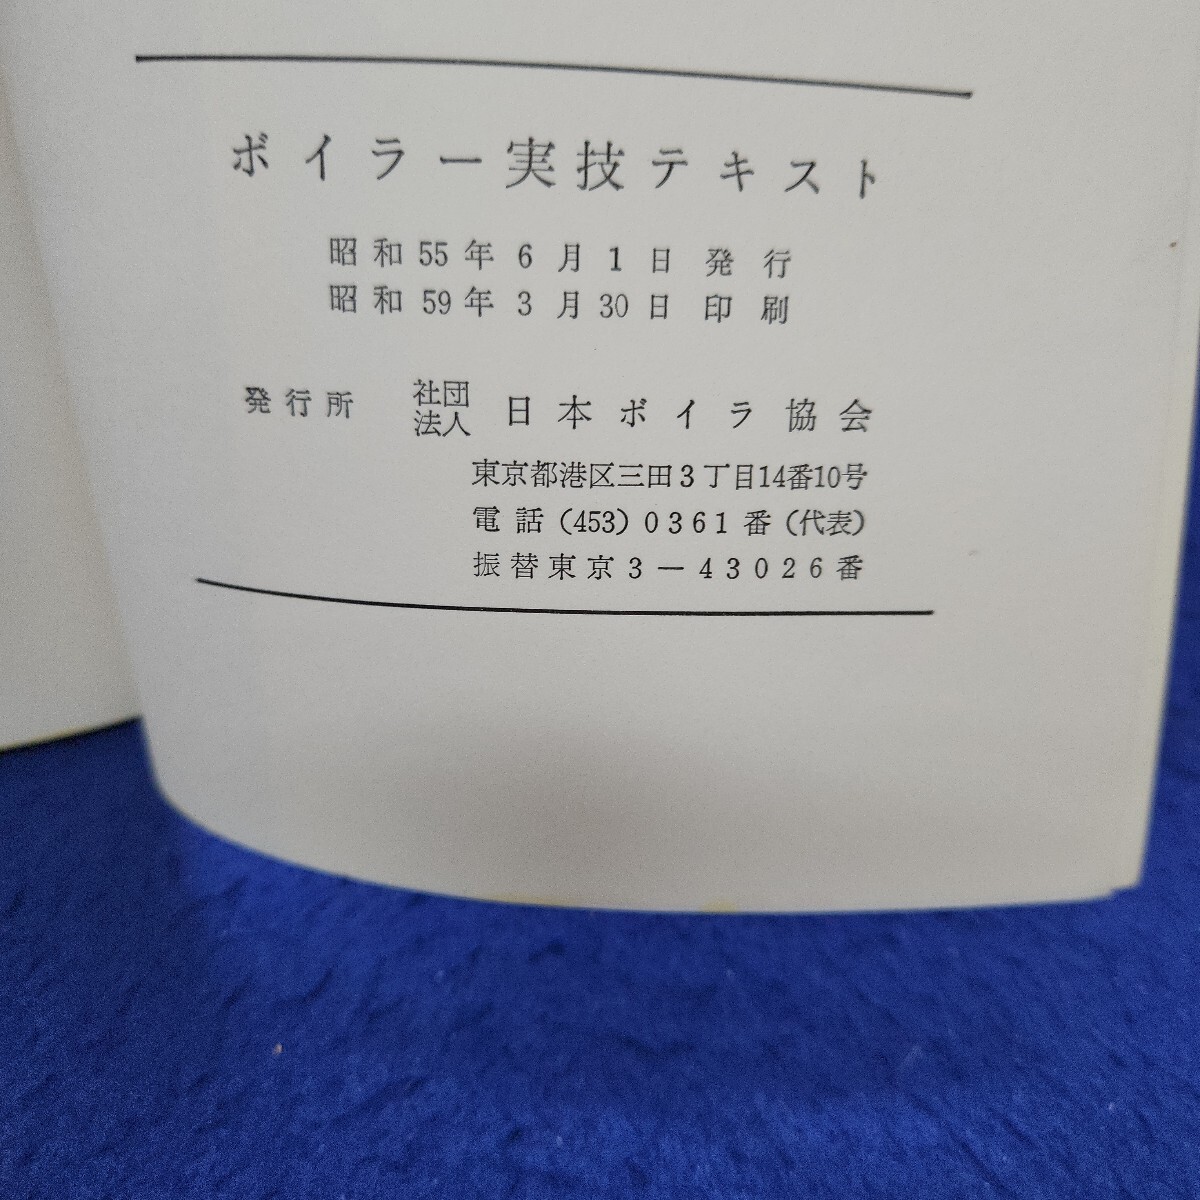 ボイラー実技テキスト
昭和55年6月1日 発行
昭和59年3月30日 印刷
発行所 社団法人 日本ボイラ協会
東京都港区三田3丁目14番10号
電話(453)0361番(代表)
振替東京3－43026番